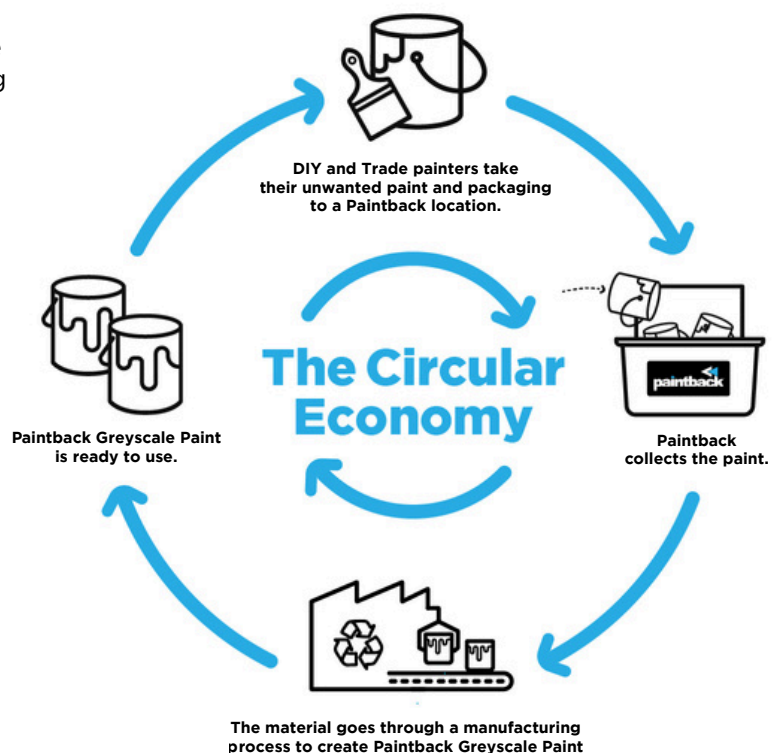 DIY and Trade painters take
their unwanted paint and packaging
to a Paintback location.
paintback
Paintback
collects the paint.
The material goes through a manufacturing
process to create Paintback Greyscale Paint
Paintback Greyscale Paint
is ready to use.
The Circular
Economy